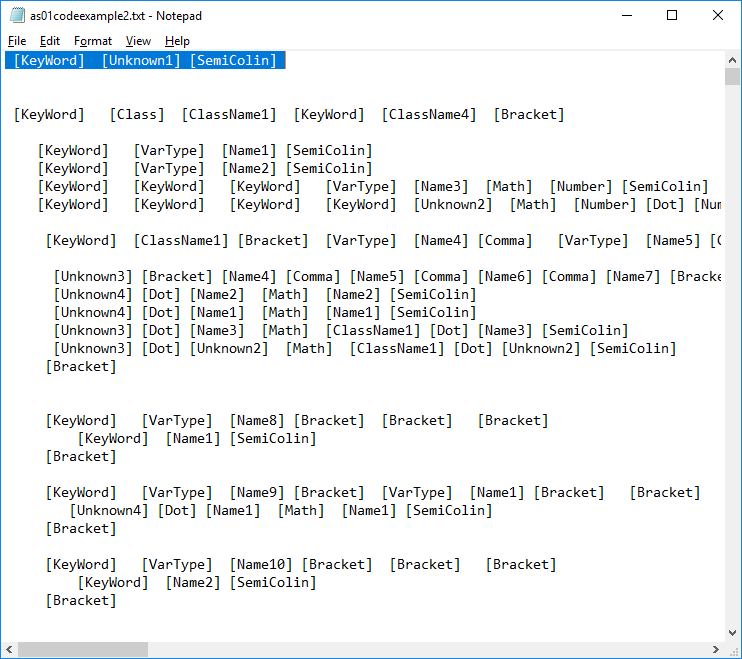 as01codeexample2.txt - Notepad
File Edit Format View Help
[KeyWord] [Unknown1] [SemiColin]
[KeyWord] [Class] [ClassName1] [KeyWord] [ClassName4] [Bracket]
[KeyWord] [VarType] [Name1] [SemiColin]
[KeyWord] [VarType] [Name2] [SemiColin]
[KeyWord] [KeyWord] [KeyWord] [VarType] [Name3] [Math] [Number] [SemiColin]
[KeyWord] [KeyWord] [KeyWord] [KeyWord] [Unknown2] [Math] [Number] [Dot] [Num
[KeyWord] [ClassName1] [Bracket] [VarType] [Name4] [Comma] [VarType] [Name5] [C
[Unknown3] [Bracket] [Name4] [Comma] [Name5] [Comma] [Name6] [Comma] [Name7] [Bracke
[Unknown4] [Dot] [Name2] [Math] [Name2] [SemiColin]
[Unknown4] [Dot] [Name1] [Math] [Name1] [SemiColin]
[Unknown3] [Dot] [Name3] [Math] [ClassName1] [Dot] [Name3] [SemiColin]
[Unknown3] [Dot] [Unknown2] [Math] [ClassName1] [Dot] [Unknown2] [SemiColin]
[Bracket]
[KeyWord] [VarType] [Name8] [Bracket] [Bracket] [Bracket]
[KeyWord] [Name1] [SemiColin]
[Bracket]
[KeyWord] [VarType] [Name9] [Bracket] [VarType] [Name1] [Bracket] [Bracket]
[Unknown4] [Dot] [Name1] [Math] [Name1] [SemiColin]
[Bracket]
[KeyWord] [VarType] [Name10] [Bracket] [Bracket] [Bracket]
[KeyWord] [Name2] [SemiColin]
[Bracket]